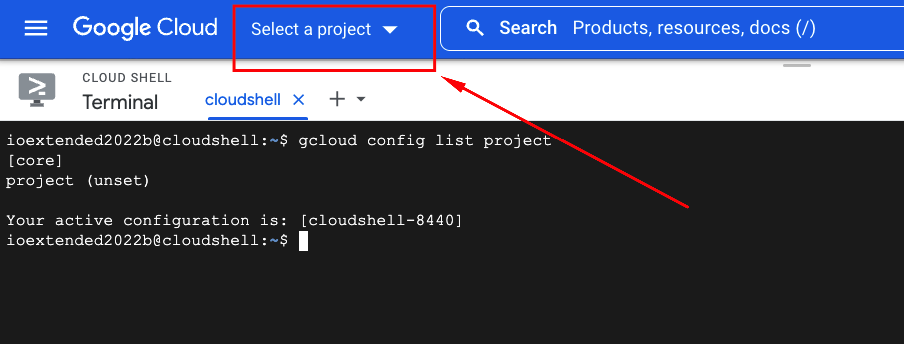 Google Cloud
Select a project
Search Products, resources, docs (/)
CLOUD SHELL
Terminal
cloudshell
ioextended2022b@cloudshell:~$ gcloud config list project
[core]
project (unset)
Your active configuration is: [cloudshell-8440]
ioextended2022b@cloudshell:~$